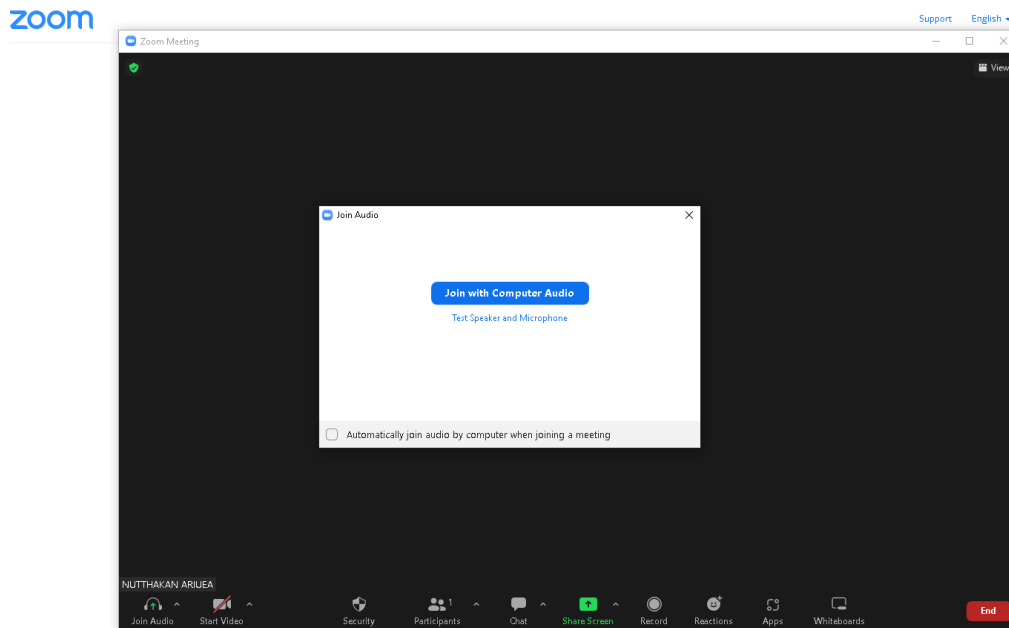 zoom
Support English
Zoom Meeting
View
Join Audio
Join with Computer Audio
Test Speaker and Microphone
Automatically join audio by computer when joining a meeting
NUTTHAKAN ARIUEA
1
Join Audio Start Video Security Participants Chat Share Screen Record Reactions Apps Whiteboards End